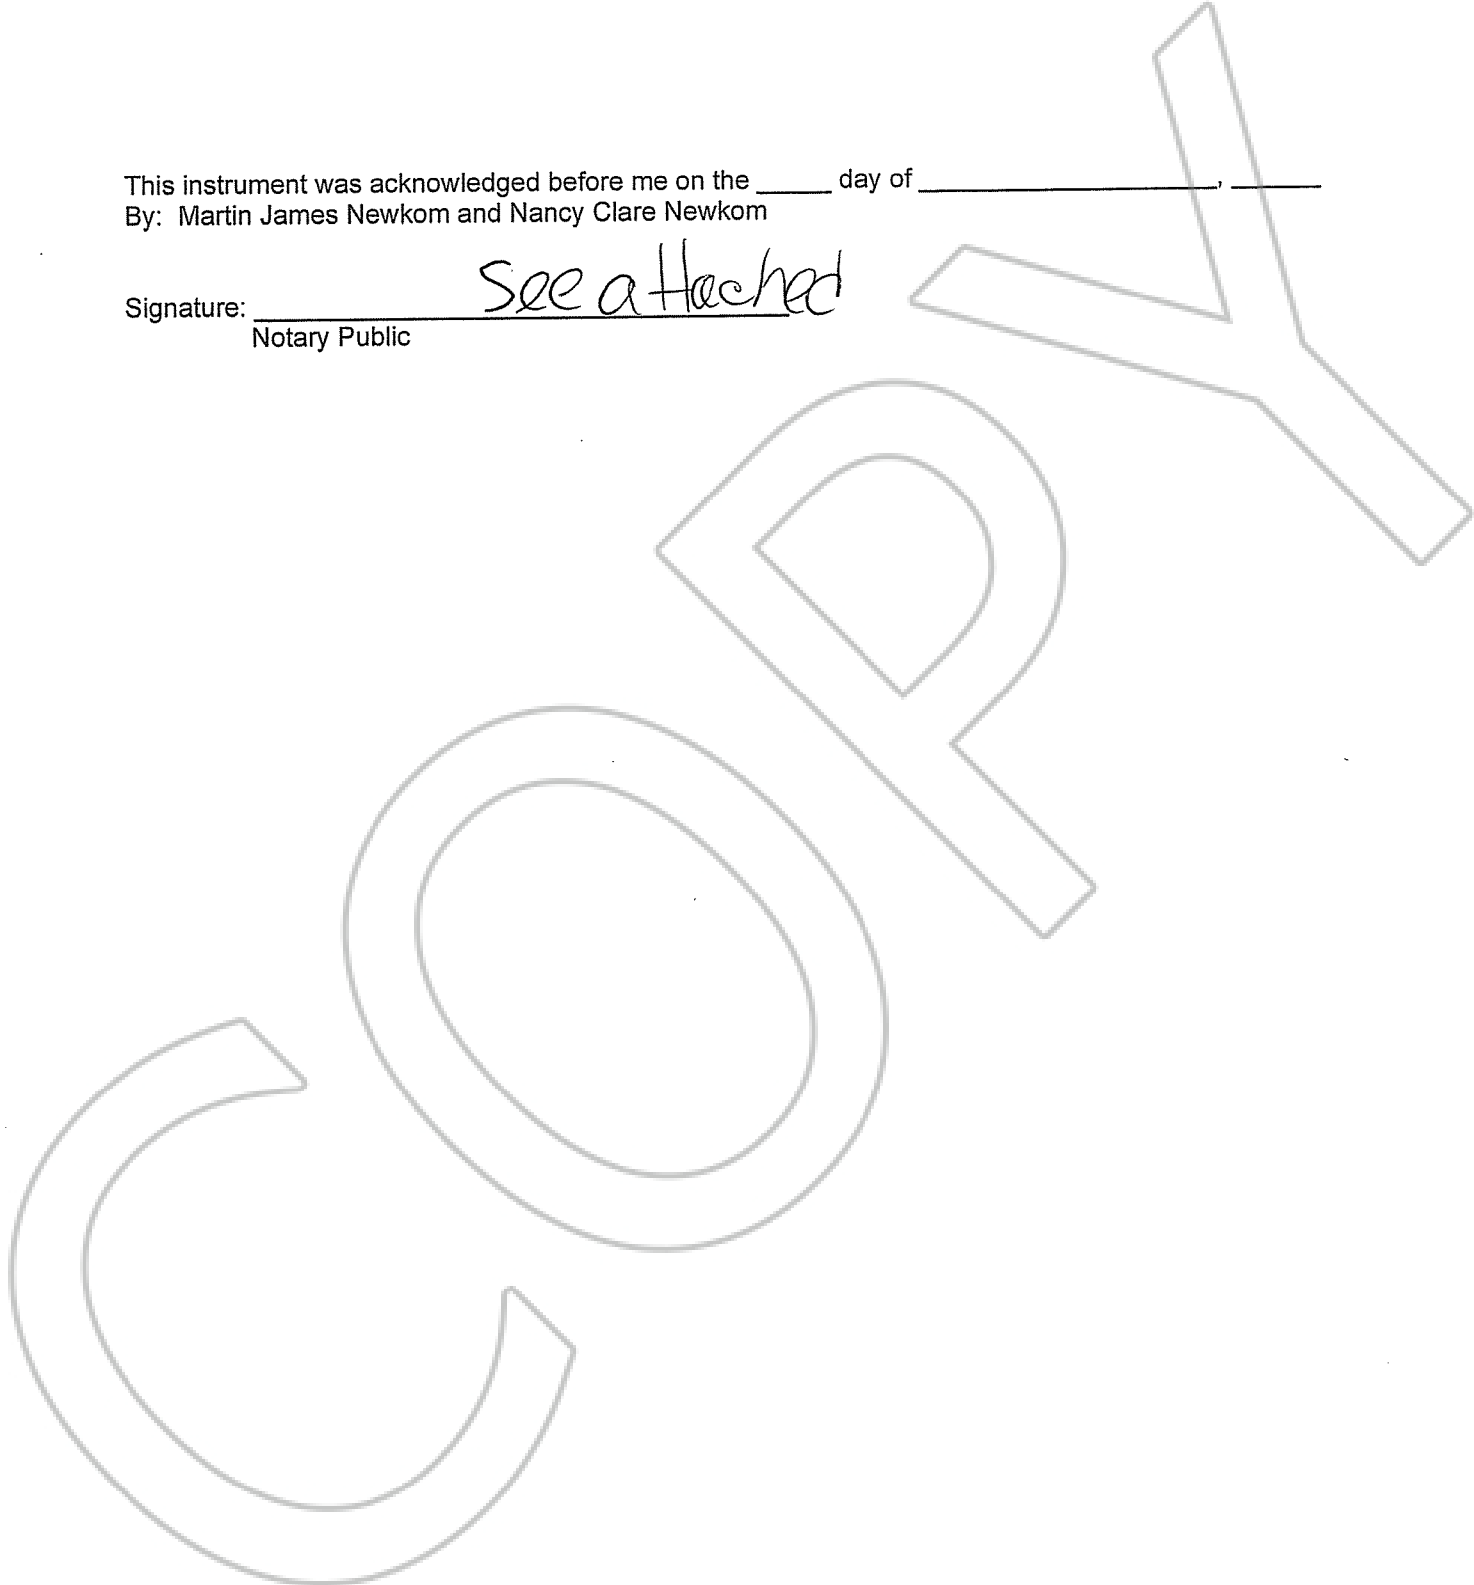 This instrument was acknowledged before me on the _____ day of ____________________, ______
By: Martin James Newkom and Nancy Clare Newkom
See attached
Signature: ____________________
Notary Public
COPY